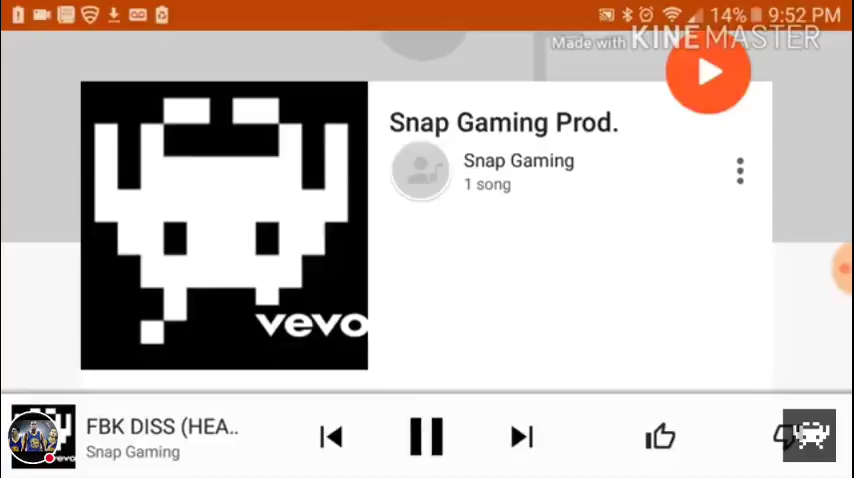 14% 9:52 PM
Made with KINEMASTER
Snap Gaming Prod.
Snap Gaming
1 song
vevo
FBK DISS (HEA..
Snap Gaming
vevo